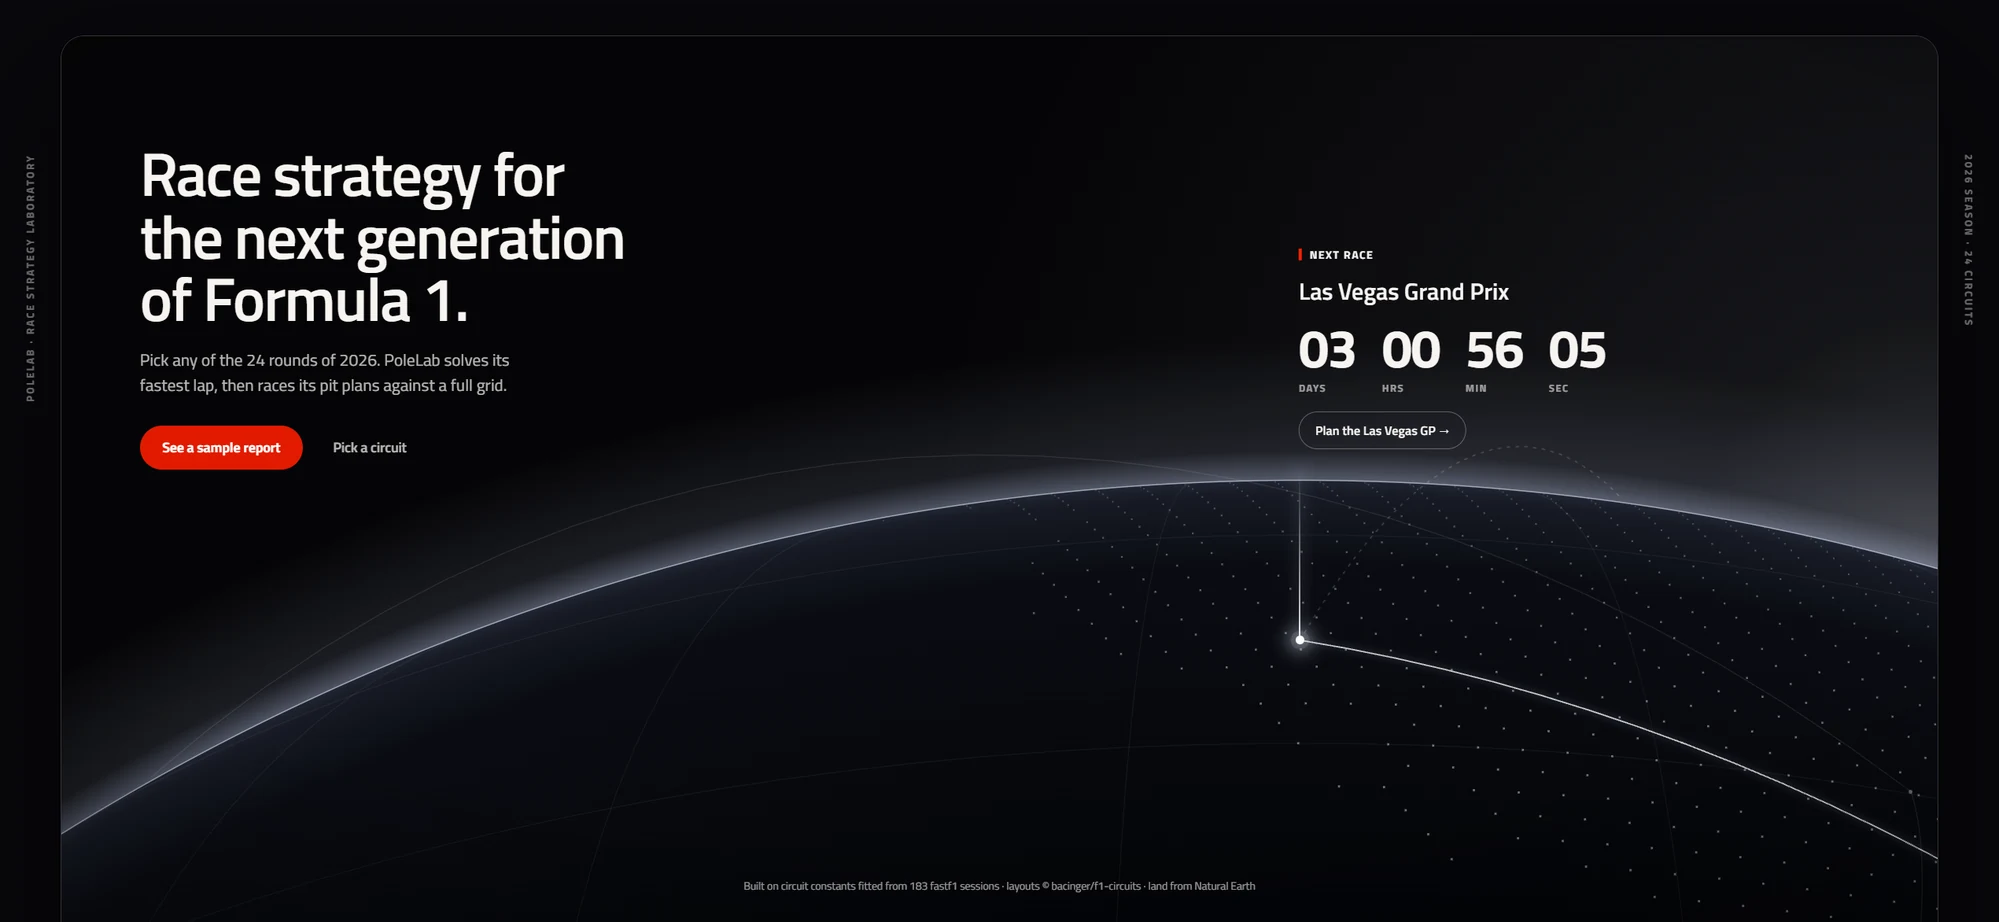 POLELAB · RACE STRATEGY LABORATORY
Race strategy for
the next generation
of Formula 1.
Pick any of the 24 rounds of 2026. PoleLab solves its
fastest lap, then races its pit plans against a full grid.
See a sample report
Pick a circuit
NEXT RACE
Las Vegas Grand Prix
03 00 56 05
DAYS HRS MIN SEC
Plan the Las Vegas GP →
2026 SEASON · 24 CIRCUITS
Built on circuit constants fitted from 183 fastf1 sessions · layouts © bacinger/f1-circuits · land from Natural Earth